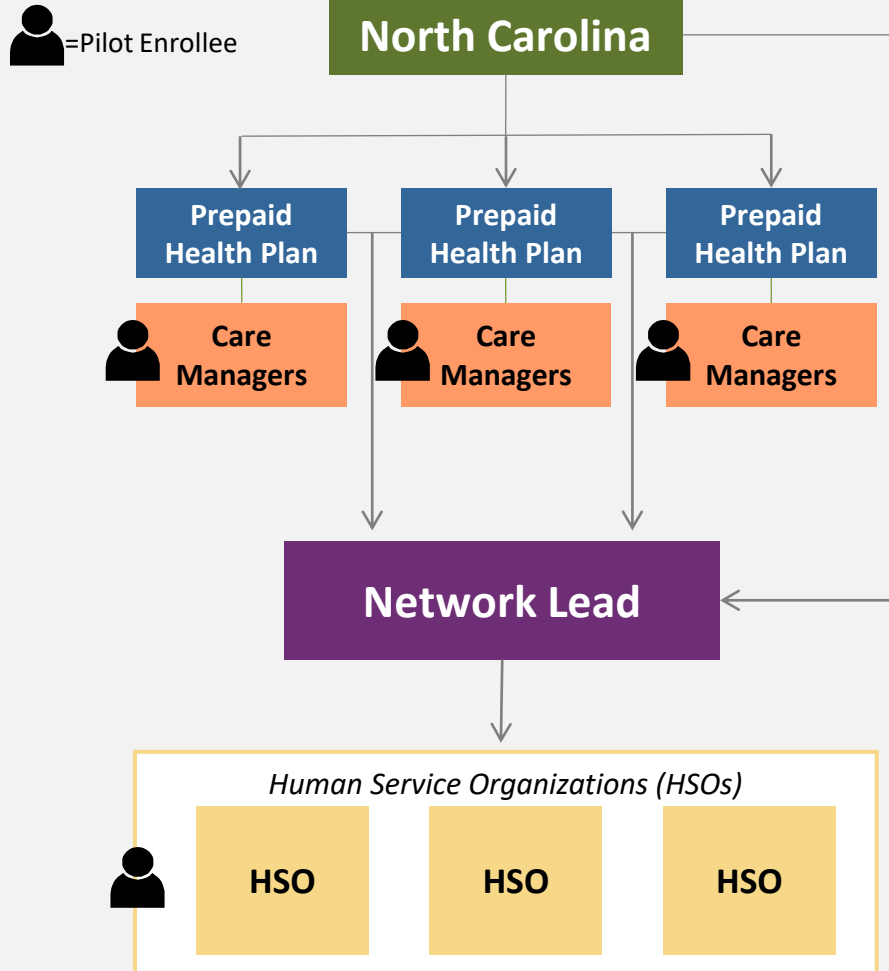 =Pilot Enrollee
North Carolina
Prepaid
Health Plan
Prepaid
Health Plan
Prepaid
Health Plan
Care
Managers
Care
Managers
Care
Managers
Network Lead
Human Service Organizations (HSOs)
HSO
HSO
HSO